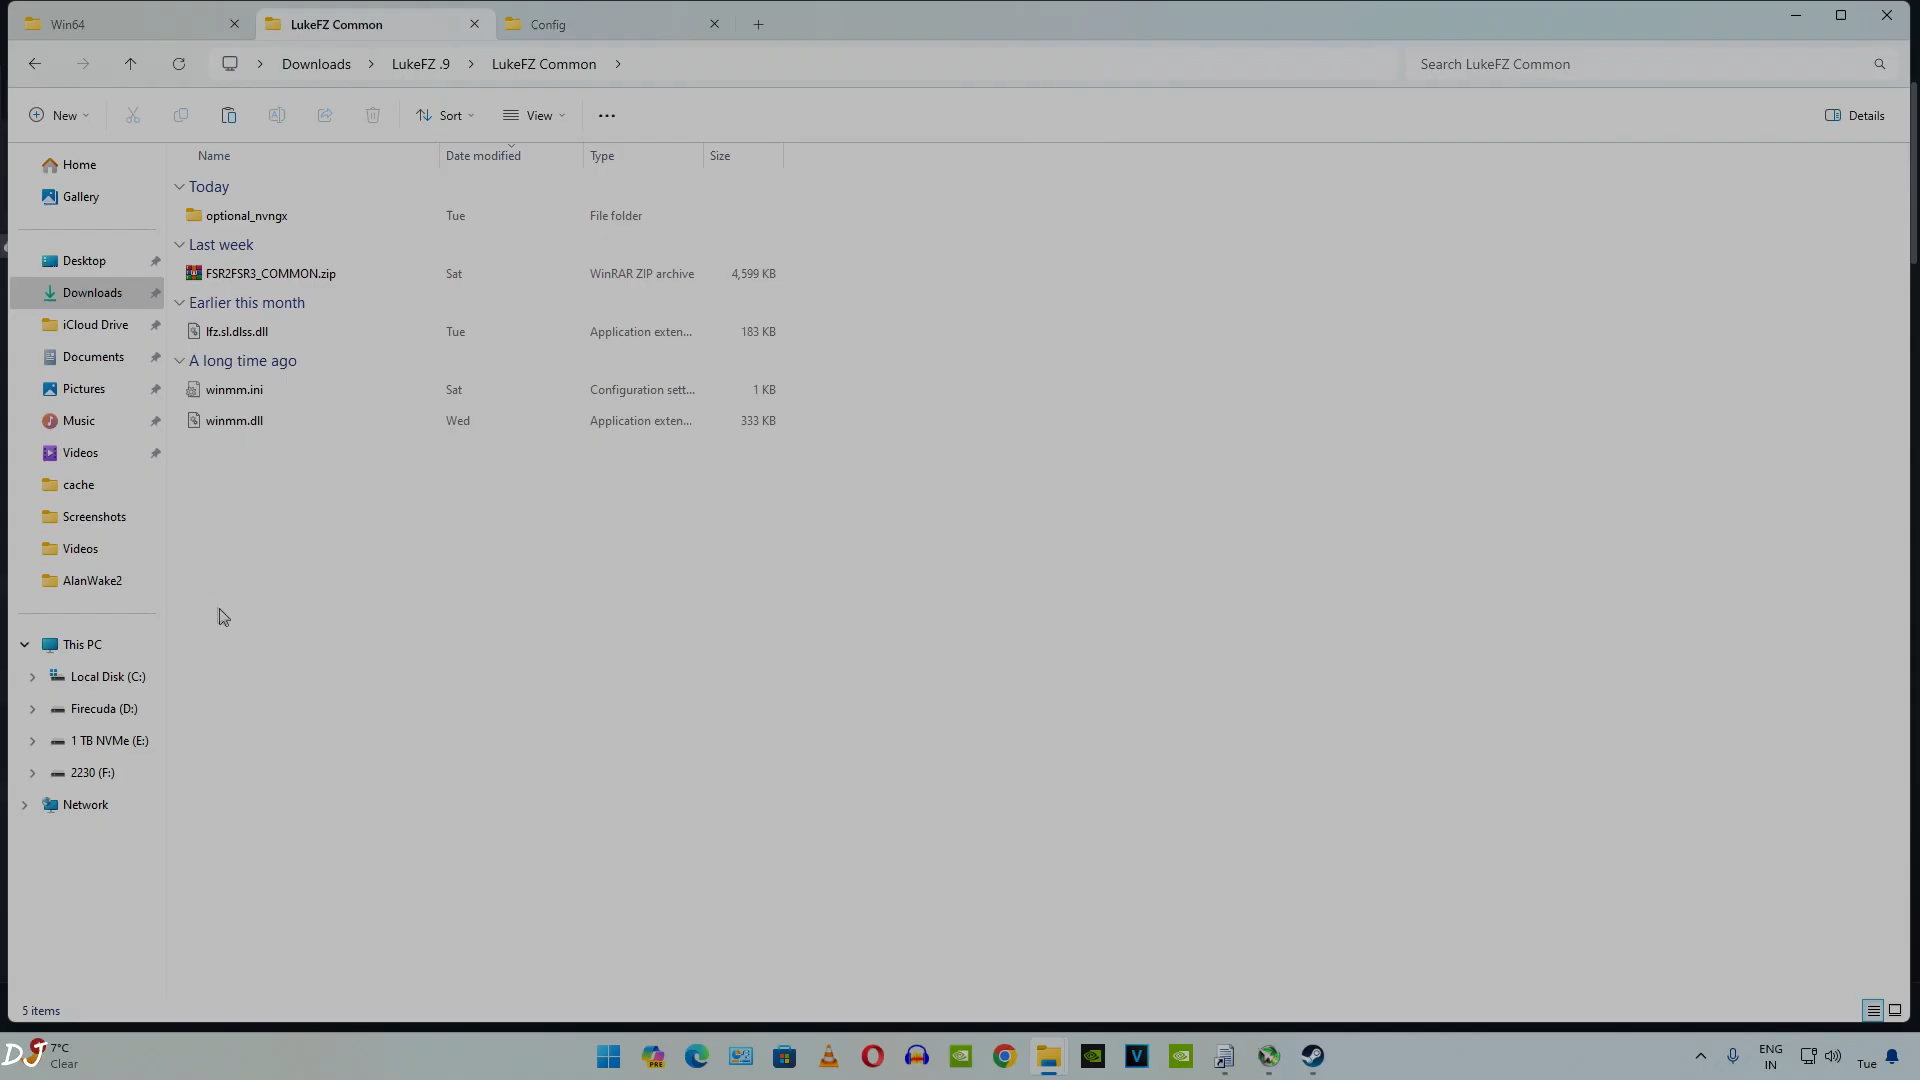 Win64
LukeFZ Common
Config
Downloads
LukeFZ .9
LukeFZ Common
Search LukeFZ Common
New
Sort
View
Details
Name
Date modified
Type
Size
Home
Gallery
Desktop
Downloads
iCloud Drive
Documents
Pictures
Music
Videos
cache
Screenshots
Videos
AlanWake2
This PC
Local Disk (C:)
Firecuda (D:)
1 TB NVMe (E:)
2230 (F:)
Network
Today
optional_nvngx Tue File folder
Last week
FSR2FSR3_COMMON.zip Sat WinRAR ZIP archive 4,599 KB
Earlier this month
lfz.sl.dlss.dll Tue Application exten... 183 KB
A long time ago
winmm.ini Sat Configuration sett... 1 KB
winmm.dll Wed Application exten... 333 KB
5 items
DJ
7°C
Clear
PRE
V
ENG
IN
Tue